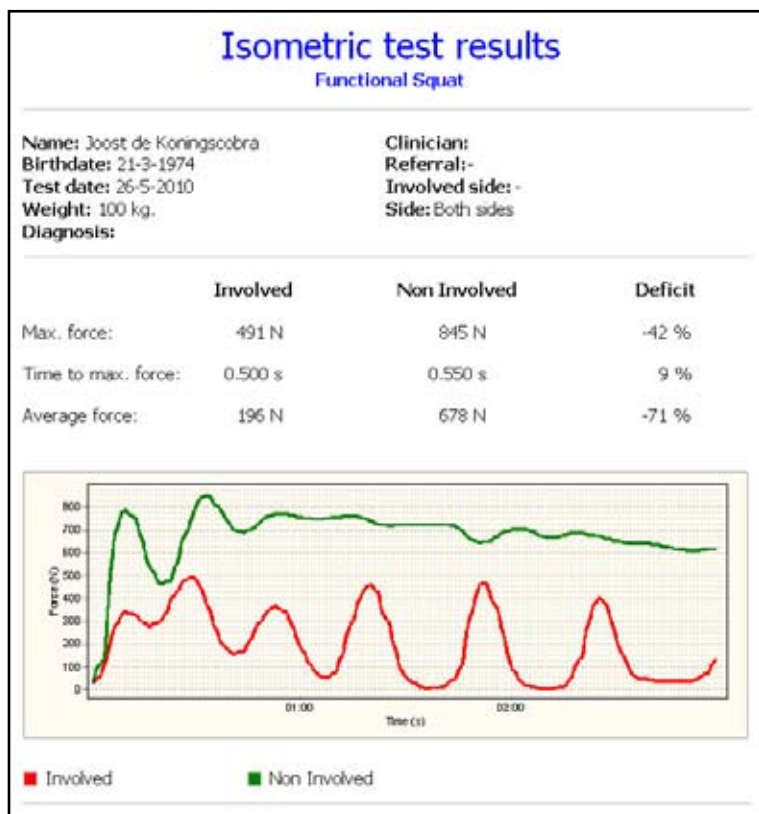 Isometric test results
Functional Squat
Name: Joost de Koningscobra
Birthdate: 21-3-1974
Test date: 26-5-2010
Weight: 100 kg.
Diagnosis:
Clinician:
Referral:-
Involved side: -
Side: Both sides
Involved Non Involved Deficit
Max. force: 491 N 845 N -42 %
Time to max. force: 0.500 s 0.550 s 9 %
Average force: 196 N 678 N -71 %
800
700
600
500
400
300
200
100
0
Force (N)
01:00 02:00
Time (s)
Involved Non Involved